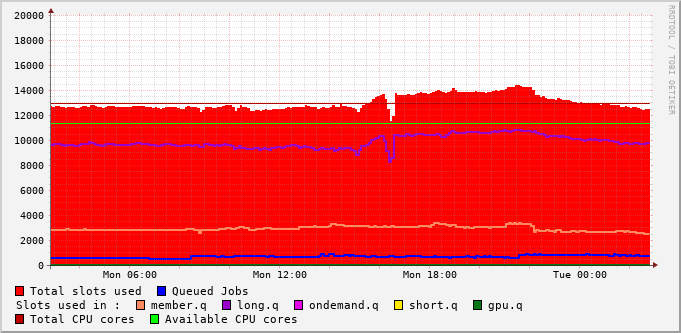 RRDTOOL / TOBI OETIKER
20000
18000
16000
14000
12000
10000
8000
6000
4000
2000
0
Mon 06:00 Mon 12:00 Mon 18:00 Tue 00:00
Total slots used Queued Jobs
Slots used in : member.q long.q ondemand.q short.q gpu.q
Total CPU cores Available CPU cores